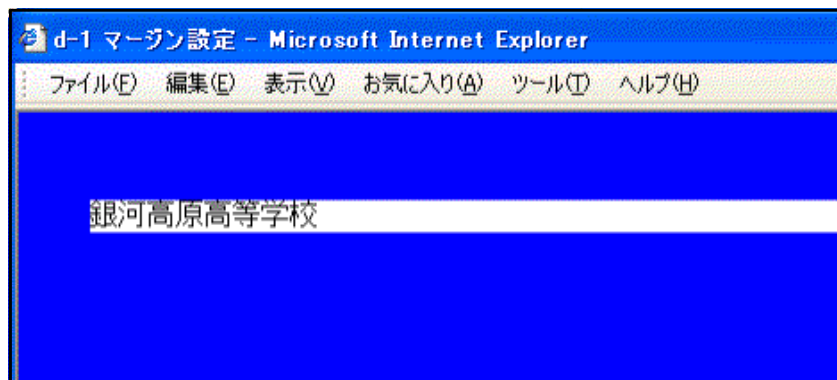 d-1 マージン設定 - Microsoft Internet Explorer
ファイル(F) 編集(E) 表示(V) お気に入り(A) ツール(T) ヘルプ(H)
銀河高原高等学校